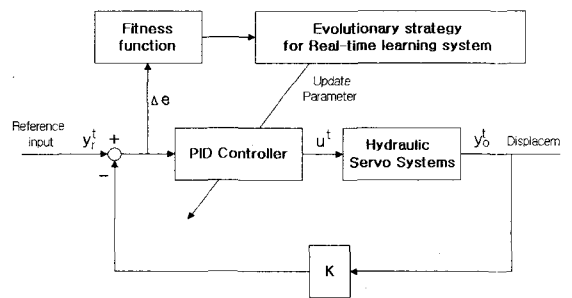 Fitness
function
Evolutionary strategy
for Real-time learning system
Δe
Update
Parameter
Reference
input
y_r^t
+
−
PID Controller
u^t
Hydraulic
Servo Systems
y_o^t
Displacem
K